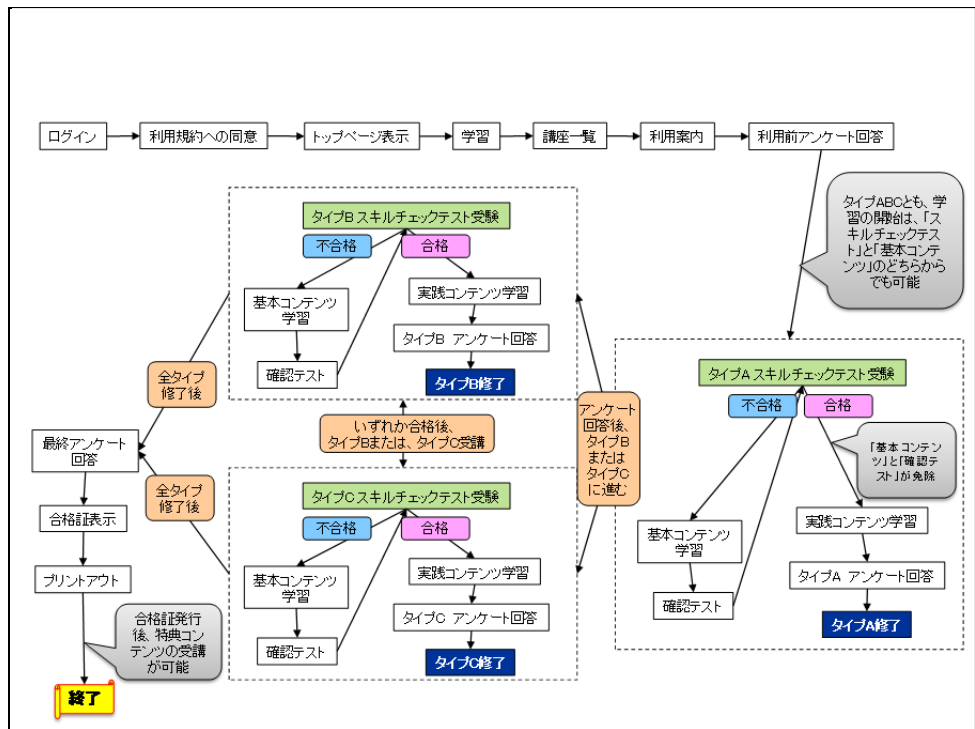 ログイン
利用規約への同意
トップページ表示
学習
講座一覧
利用案内
利用前アンケート回答
タイプABCとも、学
習の開始は、「ス
キルチェックテス
ト」と「基本コンテ
ンツ」のどちらから
でも可能
タイプB スキルチェックテスト受験
不合格
合格
基本コンテンツ
学習
確認テスト
実践コンテンツ学習
タイプB アンケート回答
タイプB修了
いずれか合格後、
タイプBまたは、タイプC受講
タイプC スキルチェックテスト受験
不合格
合格
基本コンテンツ
学習
確認テスト
実践コンテンツ学習
タイプC アンケート回答
タイプC修了
アンケート
回答後、
タイプB
または
タイプC
に進む
タイプA スキルチェックテスト受験
不合格
合格
「基本コンテン
ツ」と「確認テ
スト」が免除
基本コンテンツ
学習
確認テスト
実践コンテンツ学習
タイプA アンケート回答
タイプA修了
全タイプ
修了後
全タイプ
修了後
最終アンケート
回答
合格証表示
プリントアウト
合格証発行
後、特典コン
テンツの受講
が可能
終了